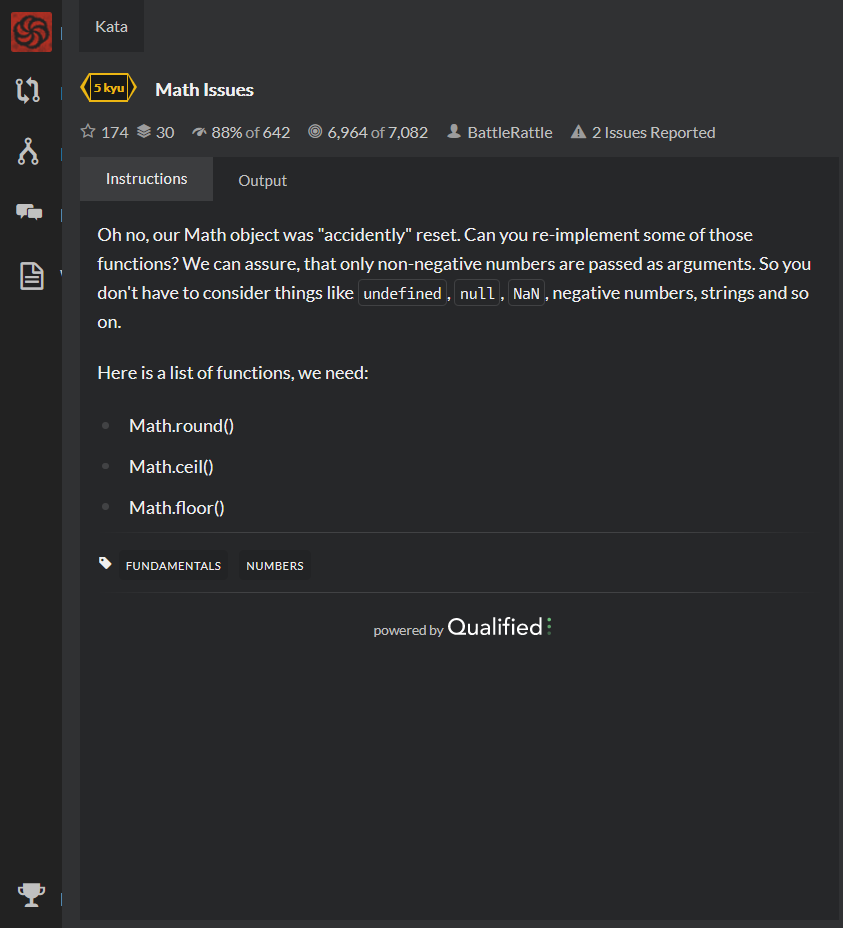 Kata
5 kyu
Math Issues
174 30 88% of 642 6,964 of 7,082 BattleRattle 2 Issues Reported
Instructions Output
Oh no, our Math object was "accidently" reset. Can you re-implement some of those
functions? We can assure, that only non-negative numbers are passed as arguments. So you
don't have to consider things like undefined, null, NaN, negative numbers, strings and so
on.
Here is a list of functions, we need:
Math.round()
Math.ceil()
Math.floor()
FUNDAMENTALS NUMBERS
powered by Qualified